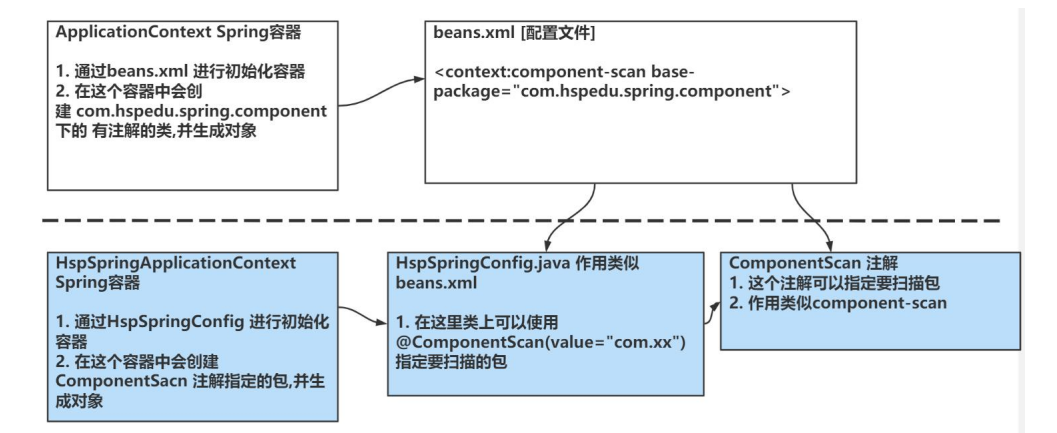 ApplicationContext Spring容器
1. 通过beans.xml 进行初始化容器
2. 在这个容器中会创
建 com.hspedu.spring.component
下的 有注解的类,并生成对象
beans.xml [配置文件]
<context:component-scan base-
package="com.hspedu.spring.component">
HspSpringApplicationContext
Spring容器
1. 通过HspSpringConfig 进行初始化
容器
2. 在这个容器中会创建
ComponentSacn 注解指定的包,并生
成对象
HspSpringConfig.java 作用类似
beans.xml
1. 在这里类上可以使用
@ComponentScan(value="com.xx")
指定要扫描的包
ComponentScan 注解
1. 这个注解可以指定要扫描包
2. 作用类似component-scan